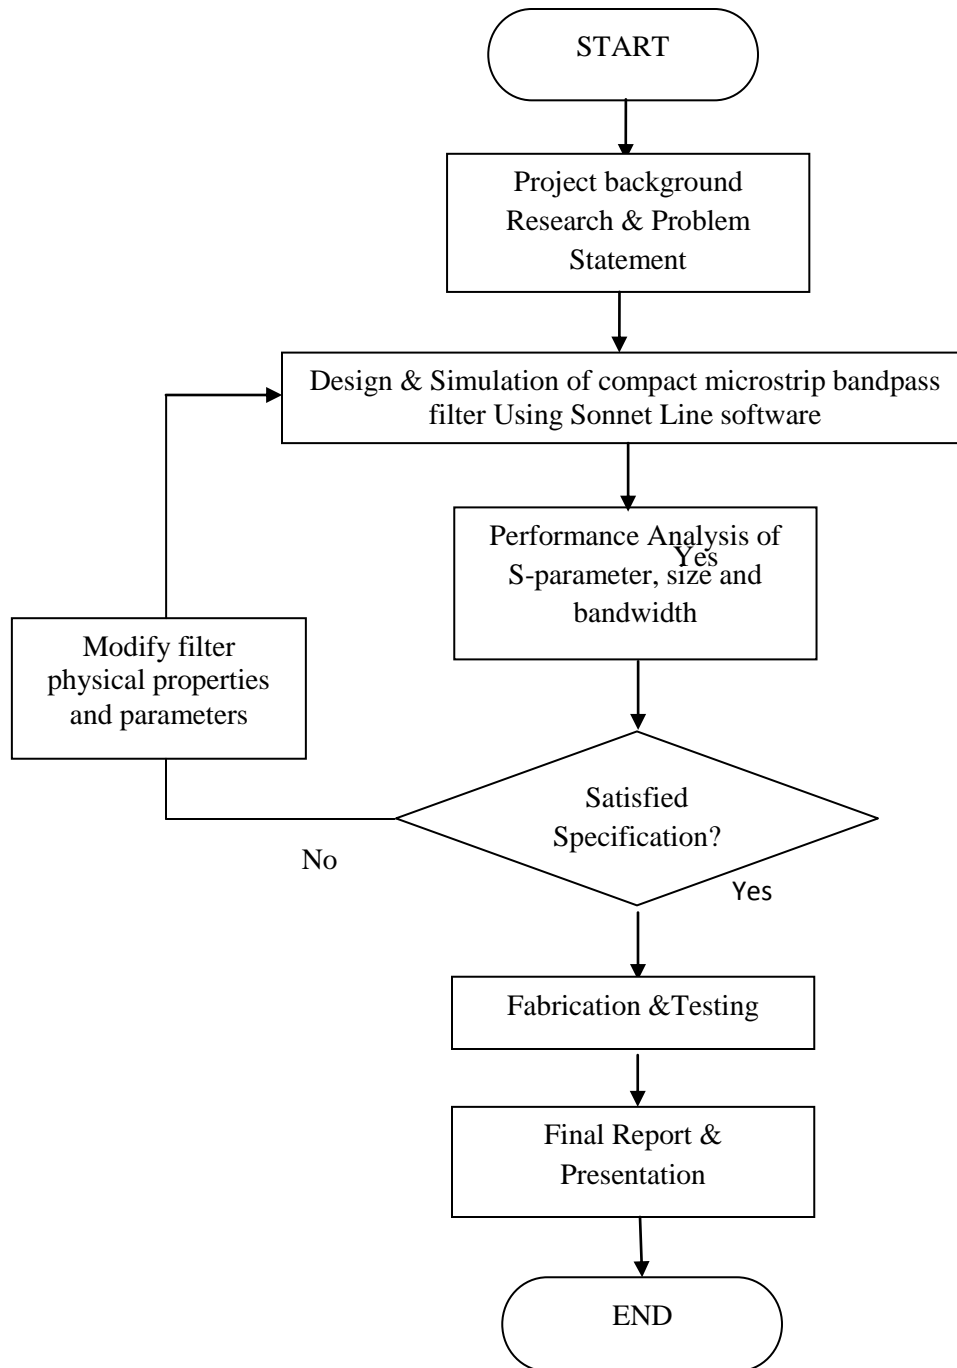 START
Project background
Research & Problem
Statement
Design & Simulation of compact microstrip bandpass
filter Using Sonnet Line software
Performance Analysis of
Yes
S-parameter, size and
bandwidth
Modify filter
physical properties
and parameters
Satisfied
Specification?
No
Yes
Fabrication &Testing
Final Report &
Presentation
END